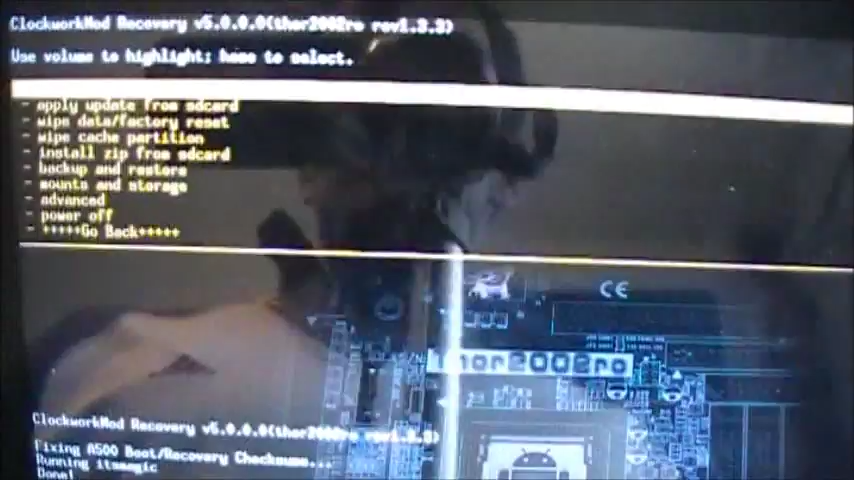 ClockworkMod Recovery v5.0.0.0(thor2002ro rev1.3.3)
Use volume to highlight; home to select.
- apply update from sdcard
- wipe data/factory reset
- wipe cache partition
- install zip from sdcard
- backup and restore
- mounts and storage
- advanced
- power off
- +++++Go Back+++++
CE
thor2002ro
ClockworkMod Recovery v5.0.0.0(thor2002ro rev1.3.3)
Fixing A500 Boot/Recovery Checksums...
Running itsmagic
Done!